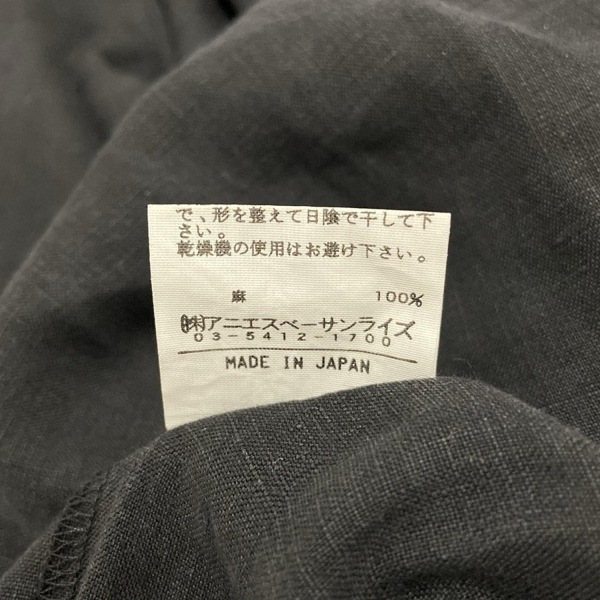 で、形を整えて日陰で干して下
さい。
乾燥機の使用はお避け下さい。
麻 100%
㈱アニエスベーサンライズ
03-5412-1700
MADE IN JAPAN